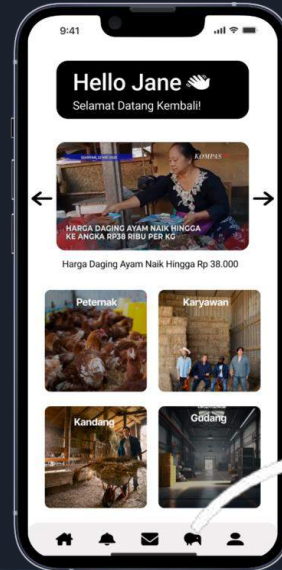 9:41
Hello Jane
Selamat Datang Kembali!
KOMPAS
HARGA DAGING AYAM NAIK HINGGA
KE ANGKA RP38 RIBU PER KG
Harga Daging Ayam Naik Hingga Rp 38.000
Peternak
Karyawan
Kandang
Gudang